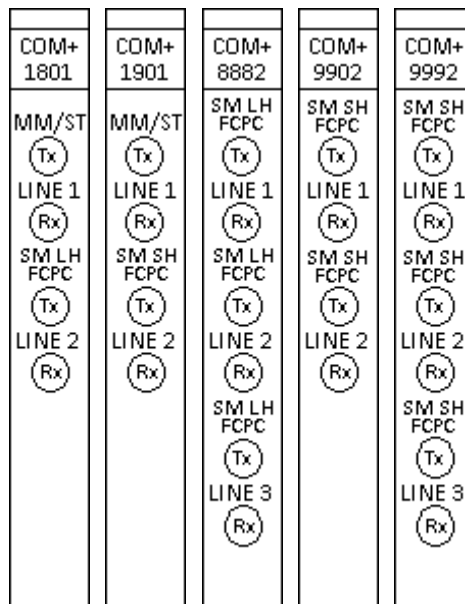 COM+
1801
MM/ST
Tx
LINE 1
Rx
SM LH
FCPC
Tx
LINE 2
Rx
COM+
1901
MM/ST
Tx
LINE 1
Rx
SM SH
FCPC
Tx
LINE 2
Rx
COM+
8882
SM LH
FCPC
Tx
LINE 1
Rx
SM LH
FCPC
Tx
LINE 2
Rx
SM LH
FCPC
Tx
LINE 3
Rx
COM+
9902
SM SH
FCPC
Tx
LINE 1
Rx
SM SH
FCPC
Tx
LINE 2
Rx
COM+
9992
SM SH
FCPC
Tx
LINE 1
Rx
SM SH
FCPC
Tx
LINE 2
Rx
SM SH
FCPC
Tx
LINE 3
Rx